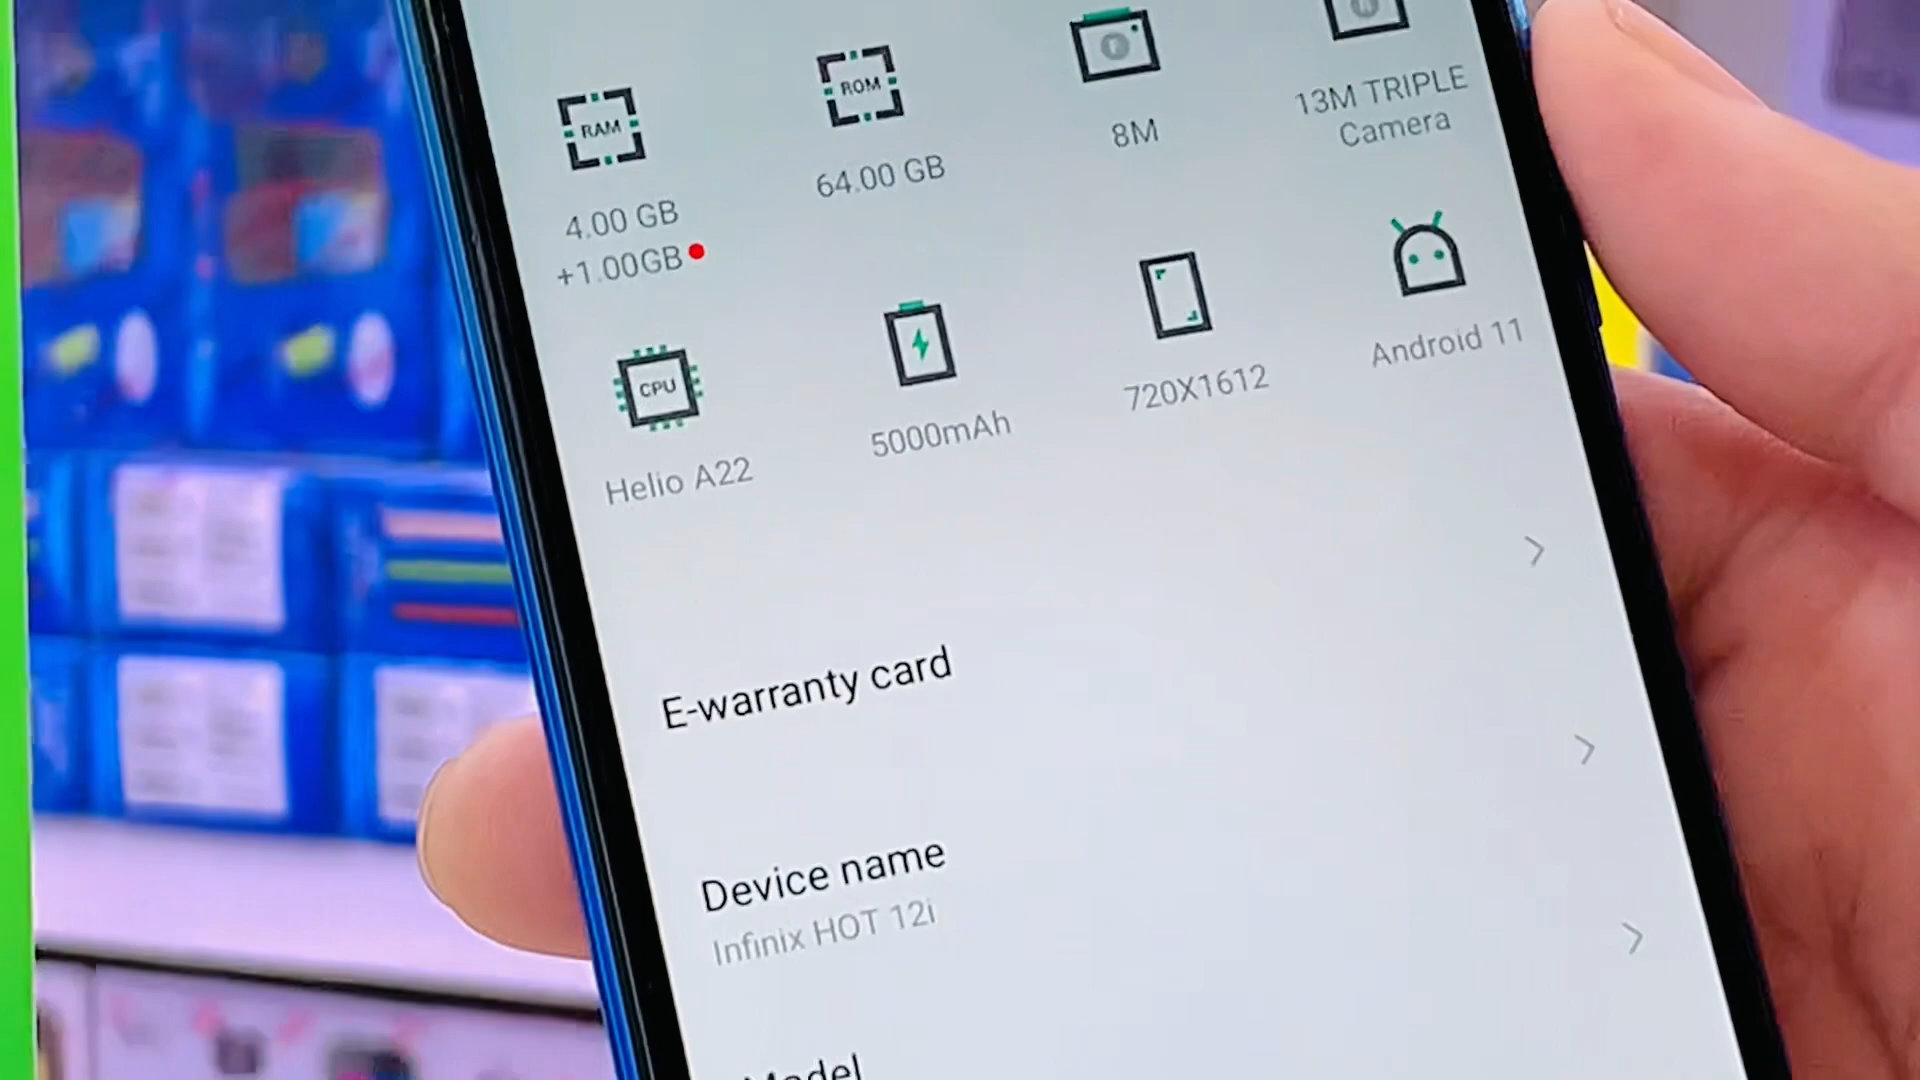 RAM
ROM
8M
13M TRIPLE
Camera
4.00 GB
+1.00GB
64.00 GB
CPU
Helio A22
5000mAh
720X1612
Android 11
E-warranty card
Device name
Infinix HOT 12i
Model